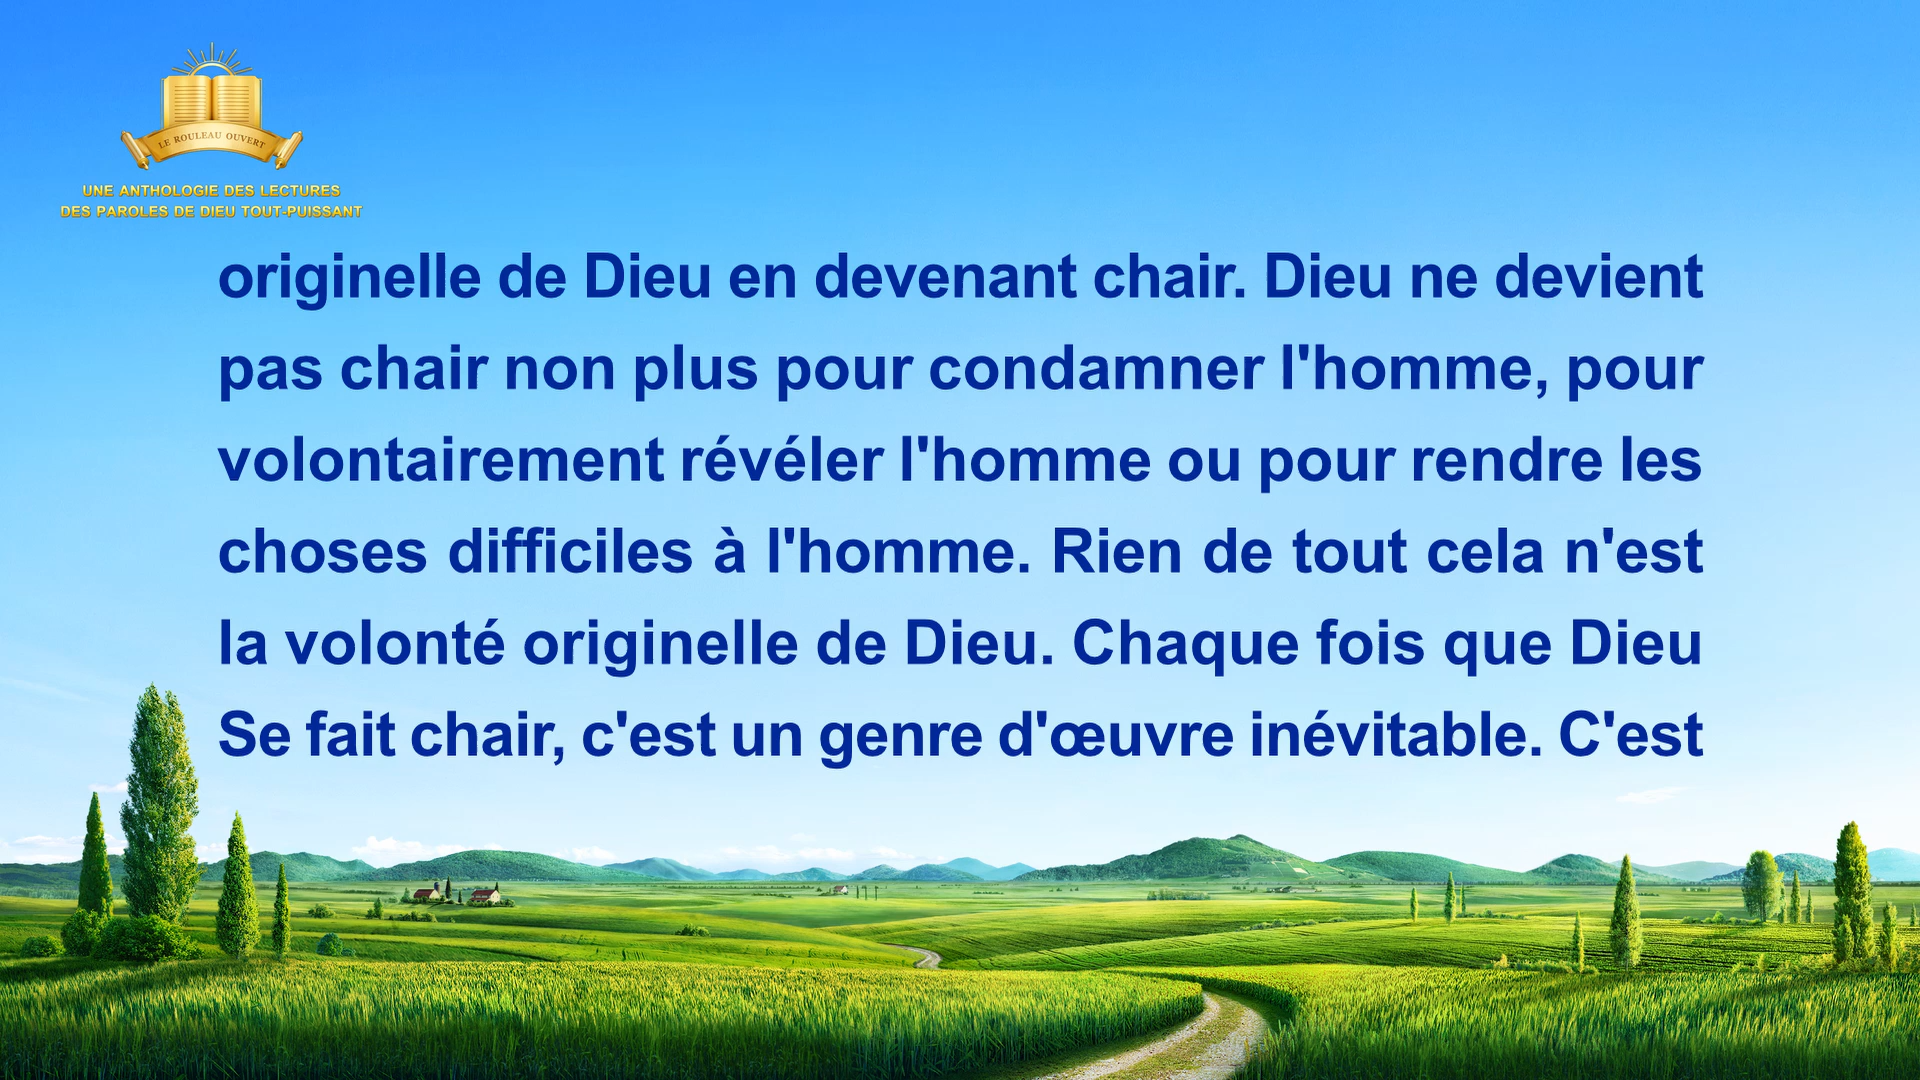 LE ROULEAU OUVERT
UNE ANTHOLOGIE DES LECTURES
DES PAROLES DE DIEU TOUT-PUISSANT
originelle de Dieu en devenant chair. Dieu ne devient
pas chair non plus pour condamner l'homme, pour
volontairement révéler l'homme ou pour rendre les
choses difficiles à l'homme. Rien de tout cela n'est
la volonté originelle de Dieu. Chaque fois que Dieu
Se fait chair, c'est un genre d'œuvre inévitable. C'est